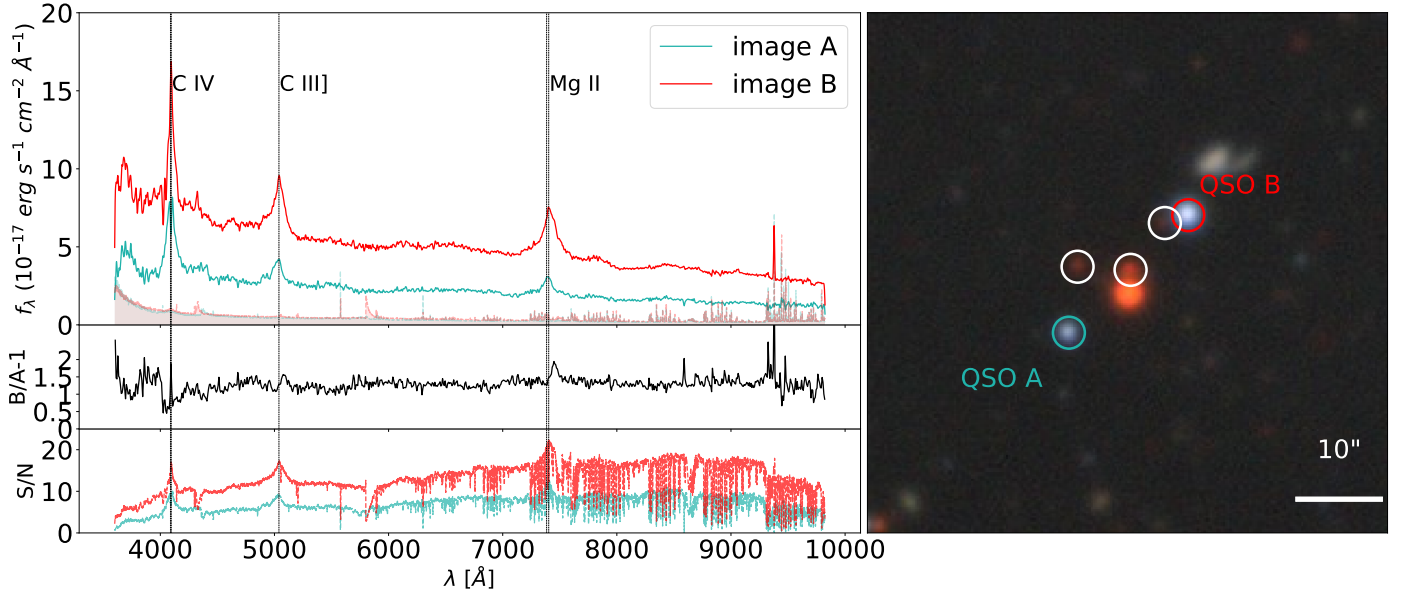 20
15
10
5
0
f_λ (10⁻¹⁷ erg s⁻¹ cm⁻² Å⁻¹)
C IV
C III]
Mg II
image A
image B
2
1.5
1
0.5
0
B/A-1
20
10
0
S/N
4000 5000 6000 7000 8000 9000 10000
λ [Å]
QSO B
QSO A
10"